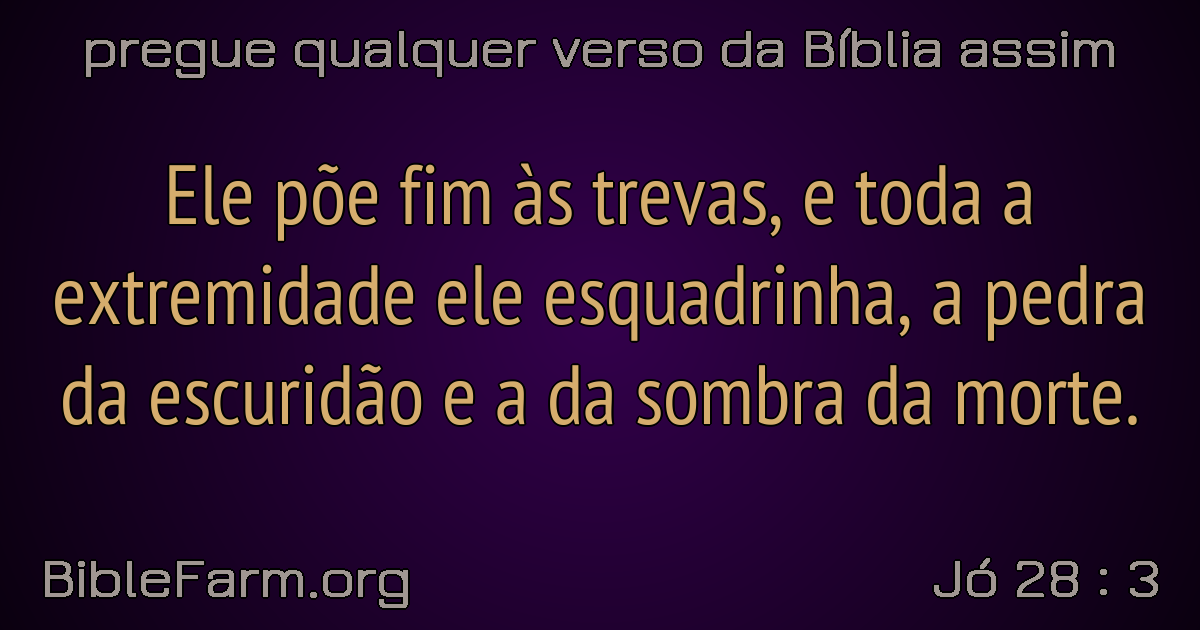 pregue qualquer verso da Bíblia assim
Ele põe fim às trevas, e toda a
extremidade ele esquadrinha, a pedra
da escuridão e a da sombra da morte.
BibleFarm.org
Jó 28 : 3